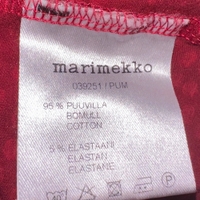 marimekko
039251 / PUM
95 % PUUVILLA
BOMULL
COTTON
5 % ELASTAANI
ELASTAN
ELASTANE